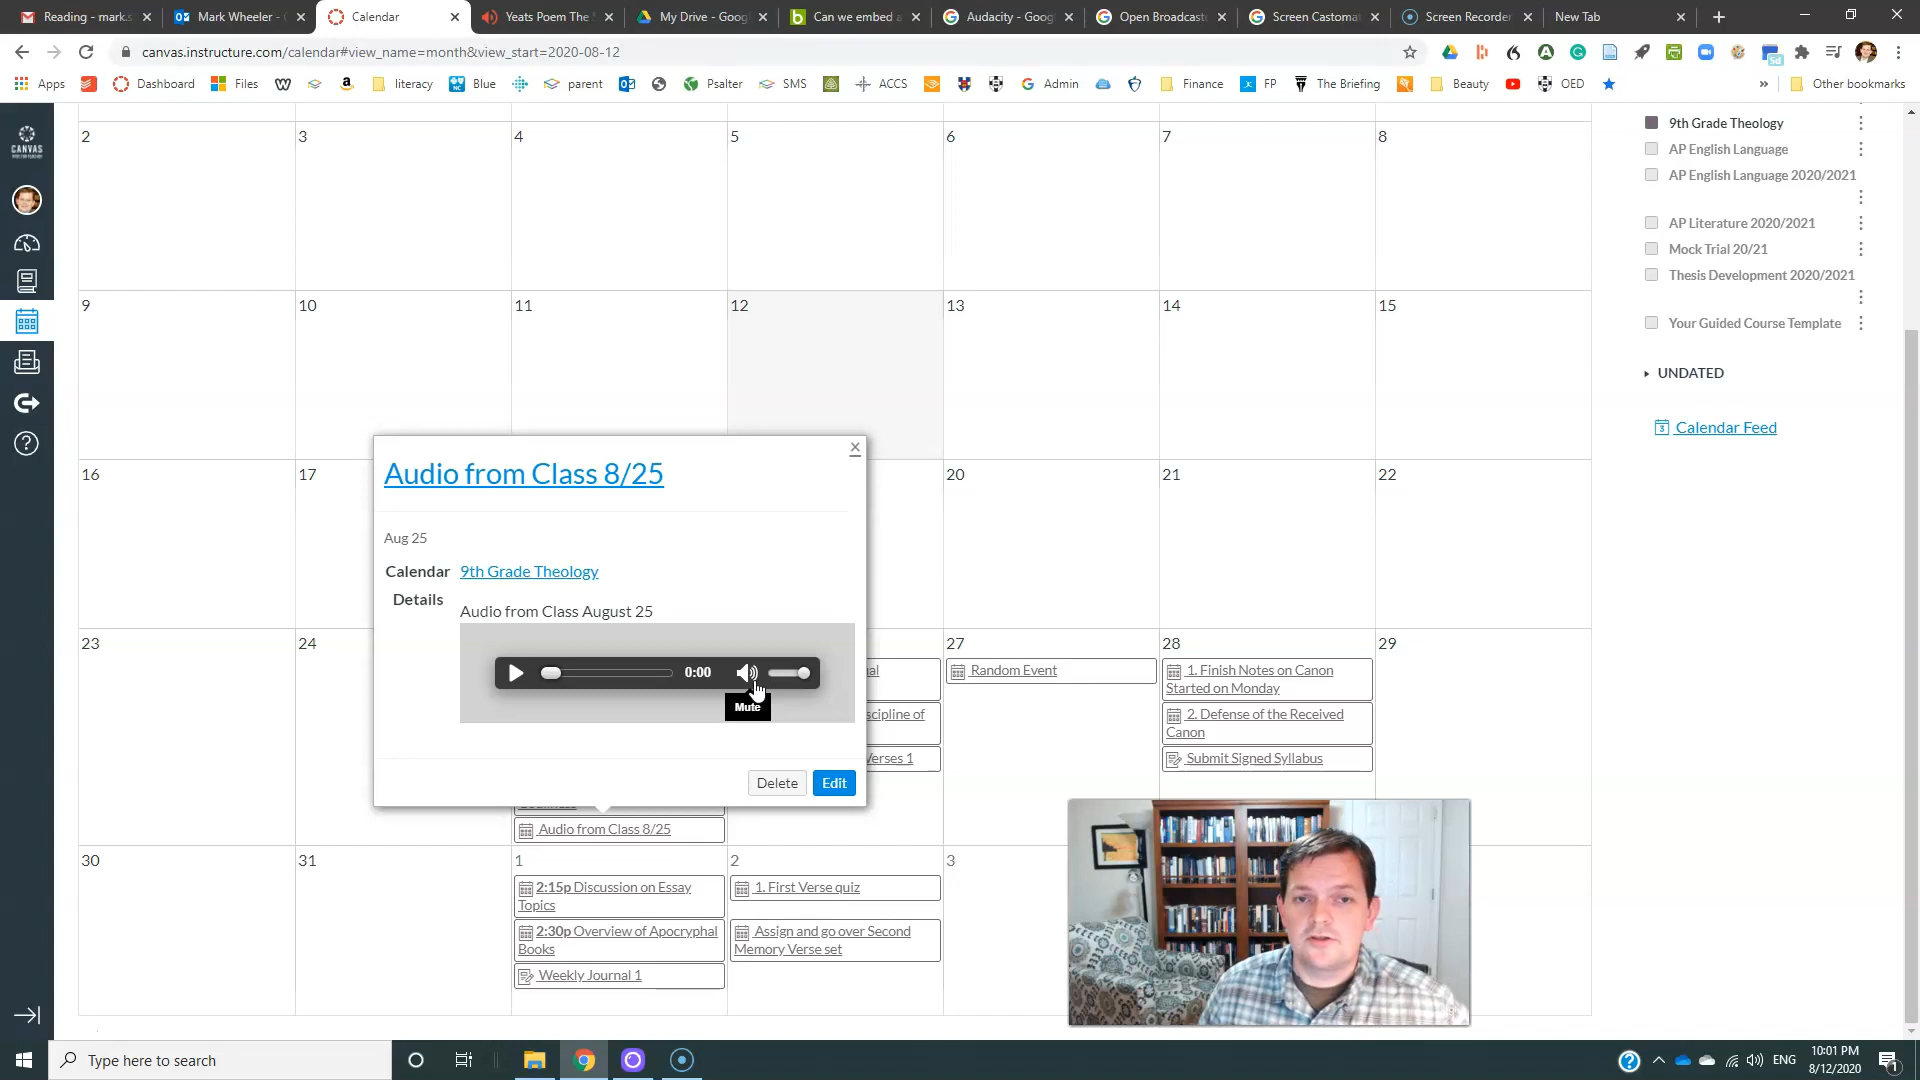 Reading - mark.s
Mark Wheeler -
Calendar
Yeats Poem The S
My Drive - Goog
Can we embed a
Audacity - Goog
Open Broadcast
Screen Castoma
Screen Recorde
New Tab
canvas.instructure.com/calendar#view_name=month&view_start=2020-08-12
Apps
Dashboard
Files
literacy
Blue
parent
Psalter
SMS
ACCS
Admin
Finance
FP
The Briefing
Beauty
OED
Other bookmarks
CANVAS
2 3 4 5 6 7 8
9 10 11 12 13 14 15
16 17 20 21 22
23 24 27 28 29
Audio from Class 8/25
Aug 25
Calendar 9th Grade Theology
Details
Audio from Class August 25
0:00
Mute
Delete Edit
al
scipline of
Verses 1
Random Event
1. Finish Notes on Canon
Started on Monday
2. Defense of the Received
Canon
Submit Signed Syllabus
Audio from Class 8/25
30 31 1 2 3
2:15p Discussion on Essay
Topics
2:30p Overview of Apocryphal
Books
Weekly Journal 1
1. First Verse quiz
Assign and go over Second
Memory Verse set
9th Grade Theology
AP English Language
AP English Language 2020/2021
AP Literature 2020/2021
Mock Trial 20/21
Thesis Development 2020/2021
Your Guided Course Template
UNDATED
Calendar Feed
Type here to search
ENG
10:01 PM
8/12/2020